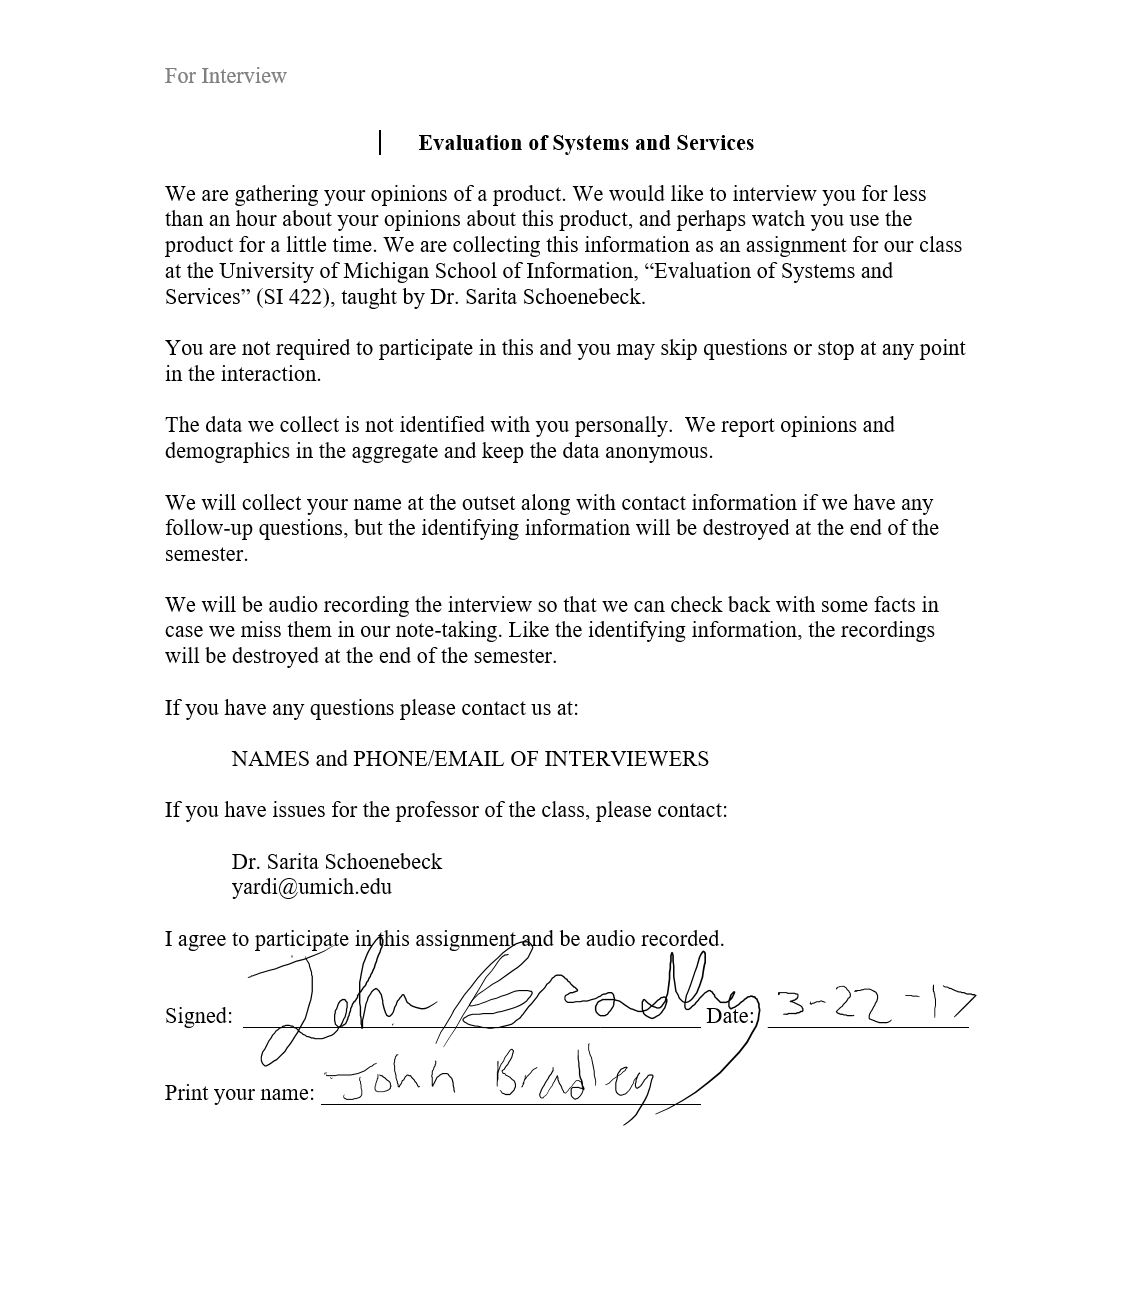 For Interview
Evaluation of Systems and Services
We are gathering your opinions of a product. We would like to interview you for less
than an hour about your opinions about this product, and perhaps watch you use the
product for a little time. We are collecting this information as an assignment for our class
at the University of Michigan School of Information, “Evaluation of Systems and
Services” (SI 422), taught by Dr. Sarita Schoenebeck.
You are not required to participate in this and you may skip questions or stop at any point
in the interaction.
The data we collect is not identified with you personally.  We report opinions and
demographics in the aggregate and keep the data anonymous.
We will collect your name at the outset along with contact information if we have any
follow-up questions, but the identifying information will be destroyed at the end of the
semester.
We will be audio recording the interview so that we can check back with some facts in
case we miss them in our note-taking. Like the identifying information, the recordings
will be destroyed at the end of the semester.
If you have any questions please contact us at:
NAMES and PHONE/EMAIL OF INTERVIEWERS
If you have issues for the professor of the class, please contact:
Dr. Sarita Schoenebeck
yardi@umich.edu
I agree to participate in this assignment and be audio recorded.
Signed: John Bradley Date: 3-22-17
Print your name: John Bradley